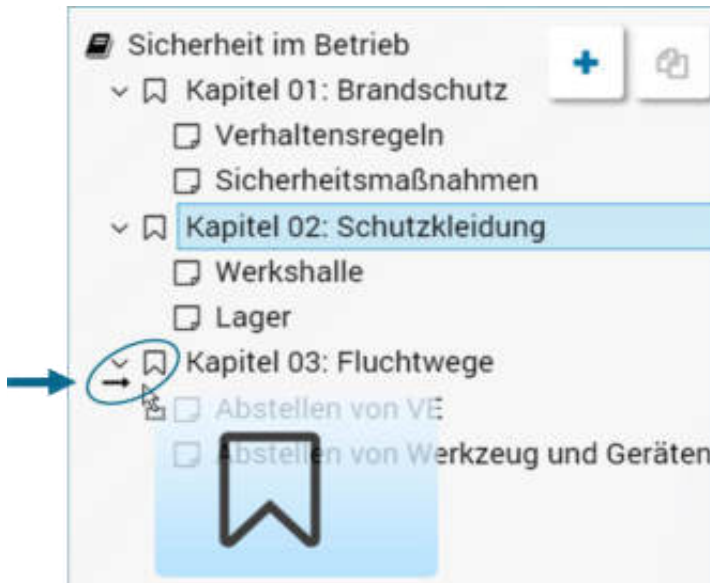 Sicherheit im Betrieb
Kapitel 01: Brandschutz
Verhaltensregeln
Sicherheitsmaßnahmen
Kapitel 02: Schutzkleidung
Werkshalle
Lager
Kapitel 03: Fluchtwege
Abstellen von VE
Abstellen von Werkzeug und Geräten